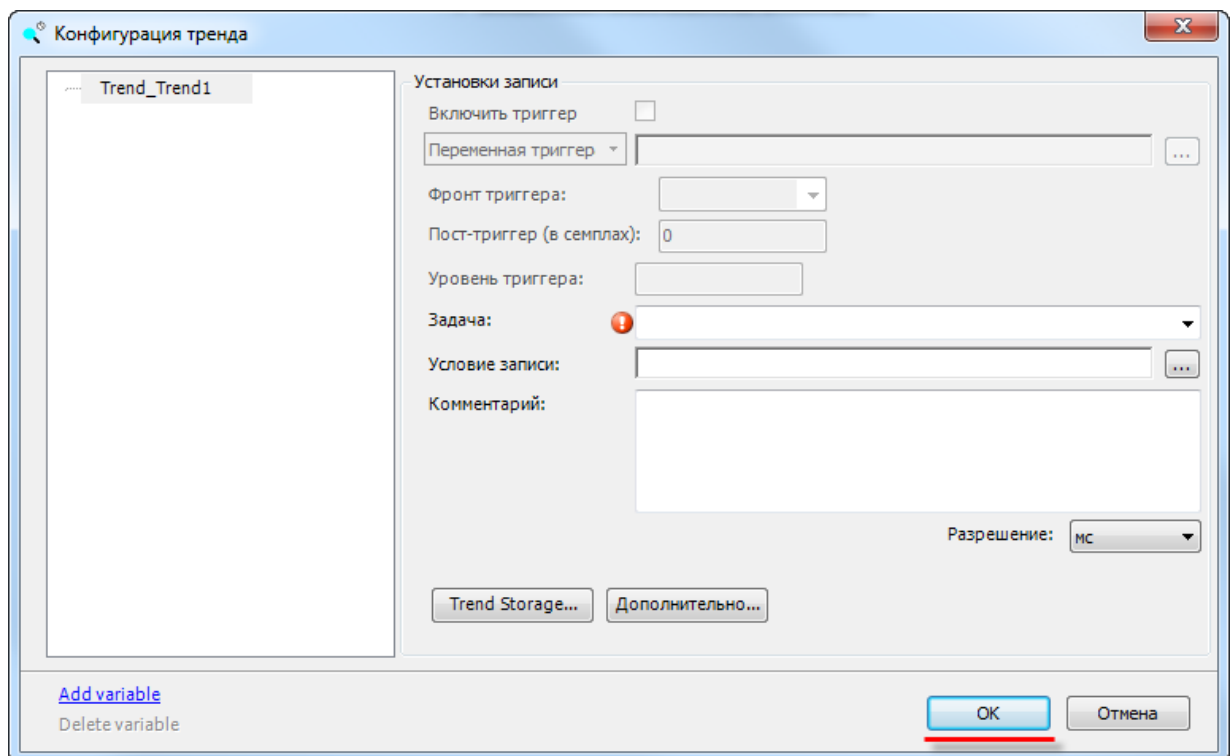 Конфигурация тренда
Trend_Trend1
Установки записи
Включить триггер
Переменная триггер
...
Фронт триггера:
Пост-триггер (в семплах): 0
Уровень триггера:
Задача:
Условие записи:
...
Комментарий:
Разрешение: мс
Trend Storage... Дополнительно...
Add variable
Delete variable
OK Отмена